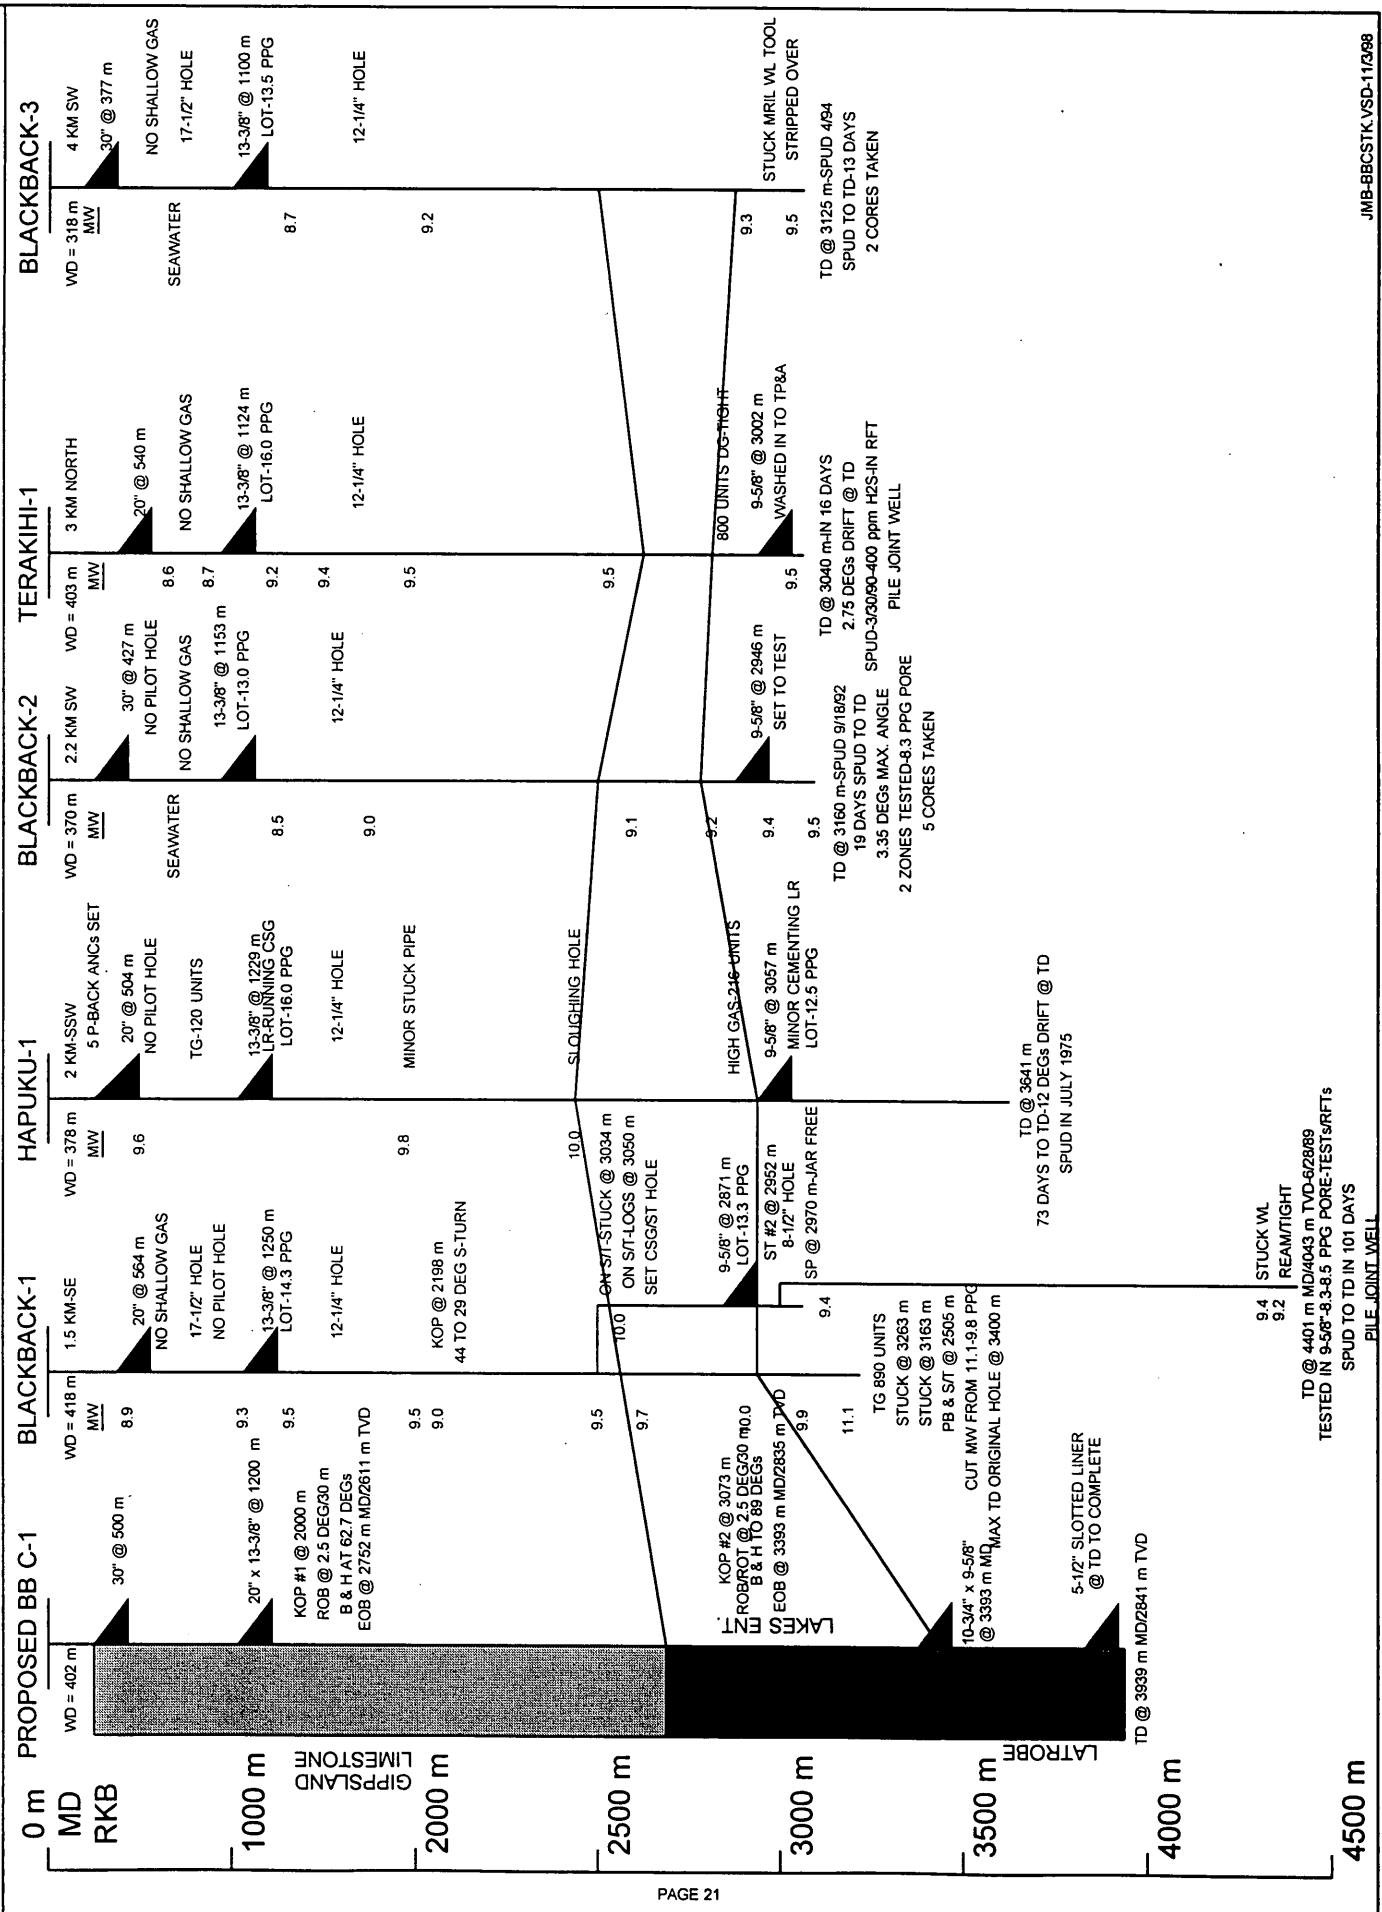 0 m
MD
RKB
1000 m
2000 m
2500 m
3000 m
3500 m
4000 m
4500 m
GIPPSLAND
LIMESTONE
LAKES ENT.
LATROBE
PROPOSED BB C-1
WD = 402 m
30" @ 500 m
20" x 13-3/8" @ 1200 m
KOP #1 @ 2000 m
ROB @ 2.5 DEG/30 m
B & H AT 62.7 DEGs
EOB @ 2752 m MD/2611 m TVD
KOP #2 @ 3073 m
ROB/ROT @ 2.5 DEG/30 m
B & H TO 89 DEGs
EOB @ 3393 m MD/2835 m TVD
10-3/4" x 9-5/8"
@ 3393 m MD
5-1/2" SLOTTED LINER
@ TD TO COMPLETE
TD @ 3939 m MD/2841 m TVD
BLACKBACK-1
WD = 418 m
1.5 KM-SE
MW
8.9
9.3
9.5
9.5
9.0
9.5
9.7
10.0
9.9
11.1
20" @ 564 m
NO SHALLOW GAS
17-1/2" HOLE
NO PILOT HOLE
13-3/8" @ 1250 m
LOT-14.3 PPG
12-1/4" HOLE
KOP @ 2198 m
44 TO 29 DEG S-TURN
10.0
ON S/T-STUCK @ 3034 m
ON S/T-LOGS @ 3050 m
SET CSG/ST HOLE
9-5/8" @ 2871 m
LOT-13.3 PPG
ST #2 @ 2952 m
8-1/2" HOLE
SP @ 2970 m-JAR FREE
9.4
TG 890 UNITS
STUCK @ 3263 m
STUCK @ 3163 m
PB & S/T @ 2505 m
CUT MW FROM 11.1-9.8 PPG
MAX TD ORIGINAL HOLE @ 3400 m
9.4
9.2
STUCK WL
REAM/TIGHT
TD @ 4401 m MD/4043 m TVD-6/28/89
TESTED IN 9-5/8"-8.3-8.5 PPG PORE-TESTs/RFTs
SPUD TO TD IN 101 DAYS
PILE JOINT WELL
HAPUKU-1
WD = 378 m
2 KM-SSW
MW
5 P-BACK ANCs SET
9.6
9.8
10.0
20" @ 504 m
NO PILOT HOLE
TG-120 UNITS
13-3/8" @ 1229 m
LR-RUNNING CSG
LOT-16.0 PPG
12-1/4" HOLE
MINOR STUCK PIPE
SLOUGHING HOLE
HIGH GAS-216 UNITS
9-5/8" @ 3057 m
MINOR CEMENTING LR
LOT-12.5 PPG
TD @ 3641 m
73 DAYS TO TD-12 DEGs DRIFT @ TD
SPUD IN JULY 1975
BLACKBACK-2
WD = 370 m
2.2 KM SW
MW
SEAWATER
8.5
9.0
9.1
9.2
9.4
9.5
30" @ 427 m
NO PILOT HOLE
NO SHALLOW GAS
13-3/8" @ 1153 m
LOT-13.0 PPG
12-1/4" HOLE
9-5/8" @ 2946 m
SET TO TEST
TD @ 3160 m-SPUD 9/18/92
19 DAYS SPUD TO TD
3.35 DEGs MAX. ANGLE
2 ZONES TESTED-8.3 PPG PORE
5 CORES TAKEN
TERAKIHI-1
WD = 403 m
3 KM NORTH
MW
8.6
8.7
9.2
9.4
9.5
9.5
9.5
20" @ 540 m
NO SHALLOW GAS
13-3/8" @ 1124 m
LOT-16.0 PPG
12-1/4" HOLE
800 UNITS DG-TIGHT
9-5/8" @ 3002 m
WASHED IN TO TP&A
TD @ 3040 m-IN 16 DAYS
2.75 DEGs DRIFT @ TD
SPUD-3/30/90-400 ppm H2S-IN RFT
PILE JOINT WELL
BLACKBACK-3
WD = 318 m
4 KM SW
MW
SEAWATER
8.7
9.2
9.3
9.5
30" @ 377 m
NO SHALLOW GAS
17-1/2" HOLE
13-3/8" @ 1100 m
LOT-13.5 PPG
12-1/4" HOLE
STUCK MRIL WL TOOL
STRIPPED OVER
TD @ 3125 m-SPUD 4/94
SPUD TO TD-13 DAYS
2 CORES TAKEN
JMB-BBCSTK.VSD-11/3/98
PAGE 21